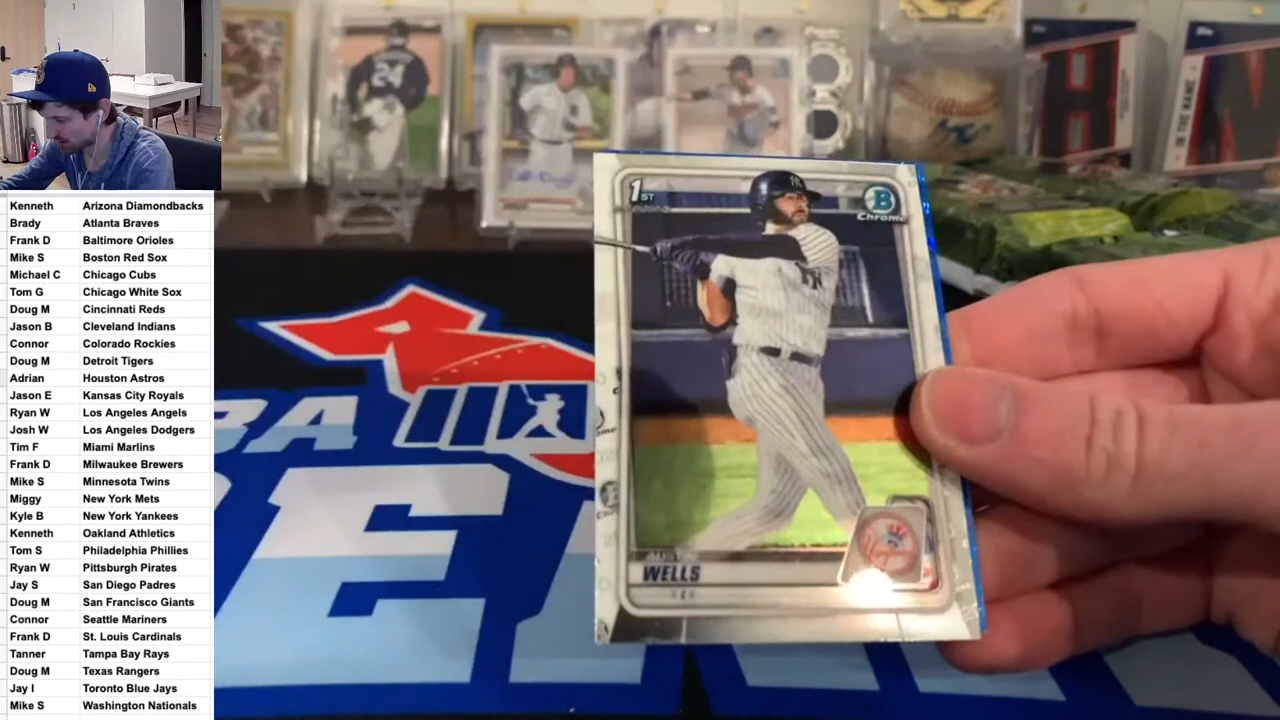 24
1ST
B
Chrome
NY
WELLS
BA
Kenneth Arizona Diamondbacks
Brady Atlanta Braves
Frank D Baltimore Orioles
Mike S Boston Red Sox
Michael C Chicago Cubs
Tom G Chicago White Sox
Doug M Cincinnati Reds
Jason B Cleveland Indians
Connor Colorado Rockies
Doug M Detroit Tigers
Adrian Houston Astros
Jason E Kansas City Royals
Ryan W Los Angeles Angels
Josh W Los Angeles Dodgers
Tim F Miami Marlins
Frank D Milwaukee Brewers
Mike S Minnesota Twins
Miggy New York Mets
Kyle B New York Yankees
Kenneth Oakland Athletics
Tom S Philadelphia Phillies
Ryan W Pittsburgh Pirates
Jay S San Diego Padres
Doug M San Francisco Giants
Connor Seattle Mariners
Frank D St. Louis Cardinals
Tanner Tampa Bay Rays
Doug M Texas Rangers
Jay I Toronto Blue Jays
Mike S Washington Nationals